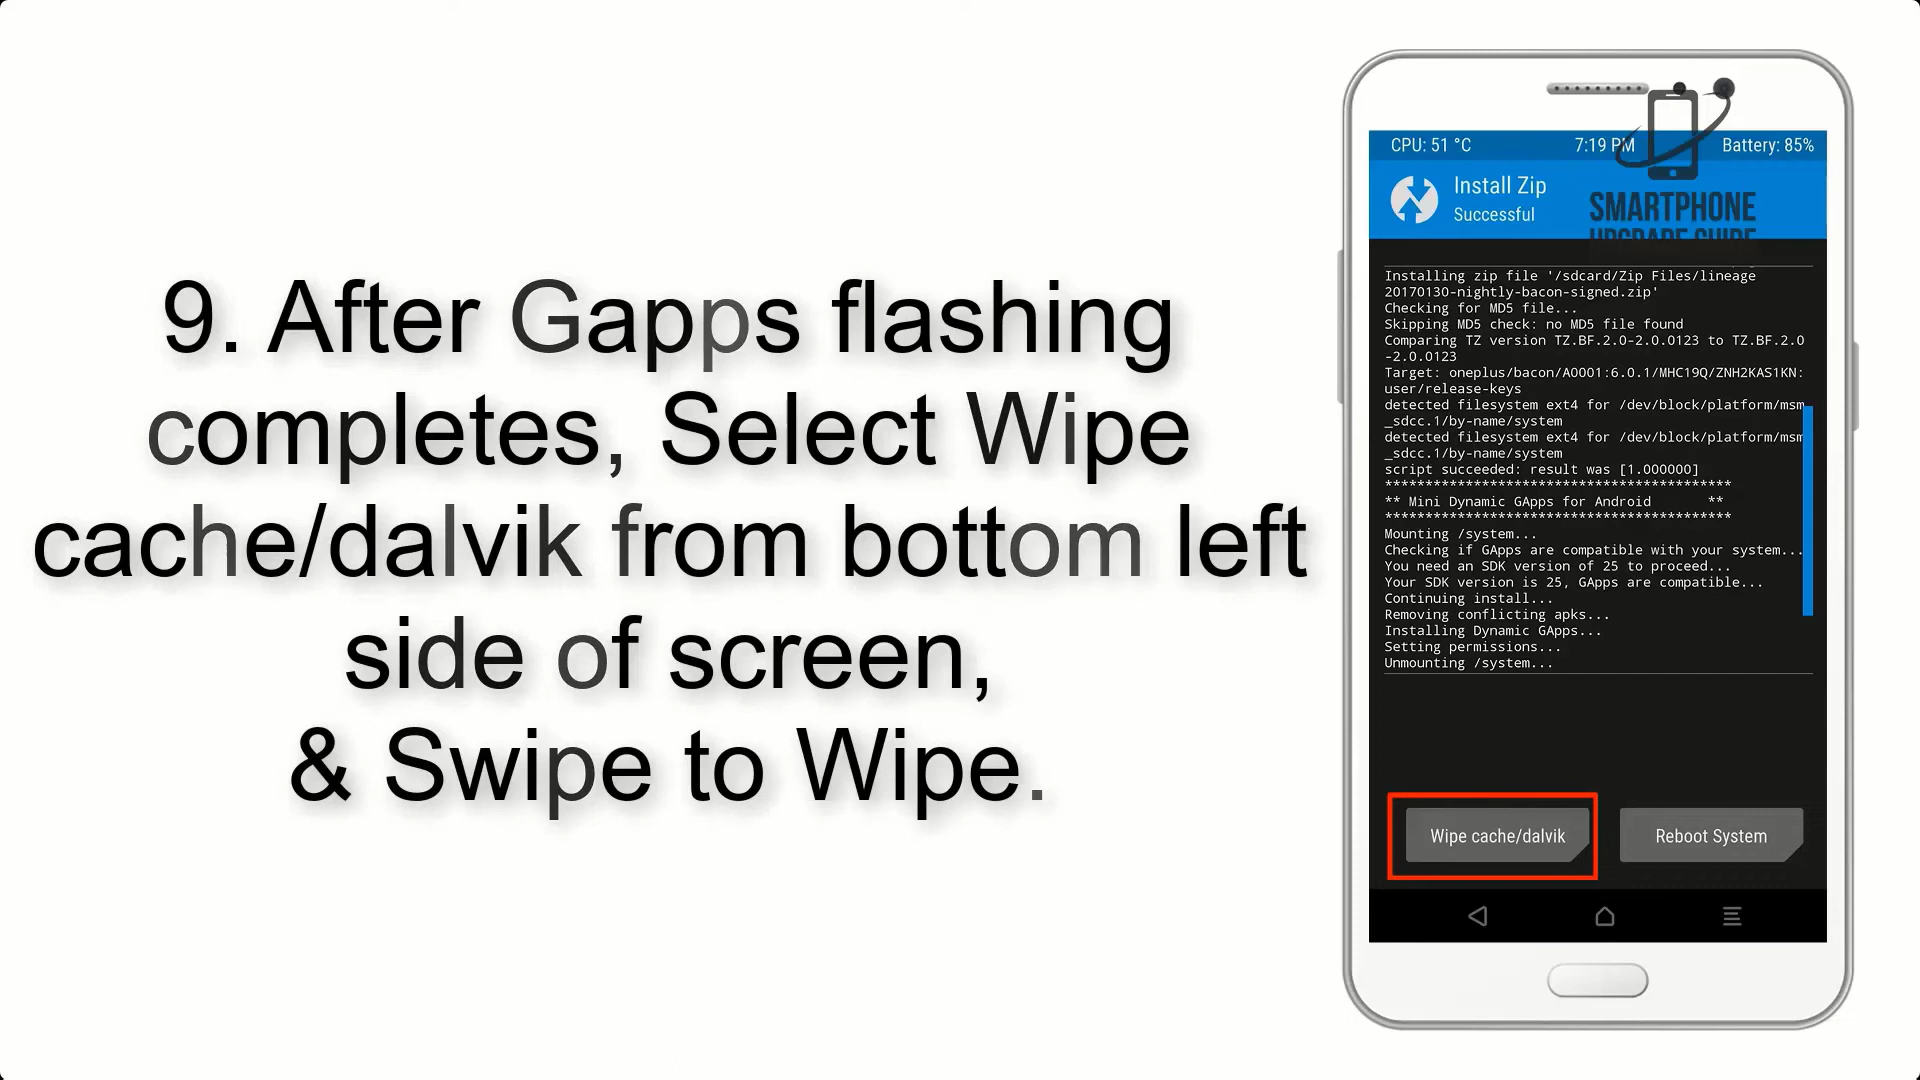 9. After Gapps flashing
completes, Select Wipe
cache/dalvik from bottom left
side of screen,
& Swipe to Wipe.
CPU: 51 °C 7:19 PM Battery: 85%
Install Zip
Successful
SMARTPHONE
UPGRADE GUIDE
Installing zip file '/sdcard/Zip Files/lineage
20170130-nightly-bacon-signed.zip'
Checking for MD5 file...
Skipping MD5 check: no MD5 file found
Comparing TZ version TZ.BF.2.0-2.0.0123 to TZ.BF.2.0
-2.0.0123
Target: oneplus/bacon/A0001:6.0.1/MHC19Q/ZNH2KAS1KN:
user/release-keys
detected filesystem ext4 for /dev/block/platform/msm
_sdcc.1/by-name/system
detected filesystem ext4 for /dev/block/platform/msm
_sdcc.1/by-name/system
script succeeded: result was [1.000000]
******************************************
** Mini Dynamic GApps for Android **
******************************************
Mounting /system...
Checking if GApps are compatible with your system...
You need an SDK version of 25 to proceed...
Your SDK version is 25, GApps are compatible...
Continuing install...
Removing conflicting apks...
Installing Dynamic GApps...
Setting permissions...
Unmounting /system...
Wipe cache/dalvik Reboot System